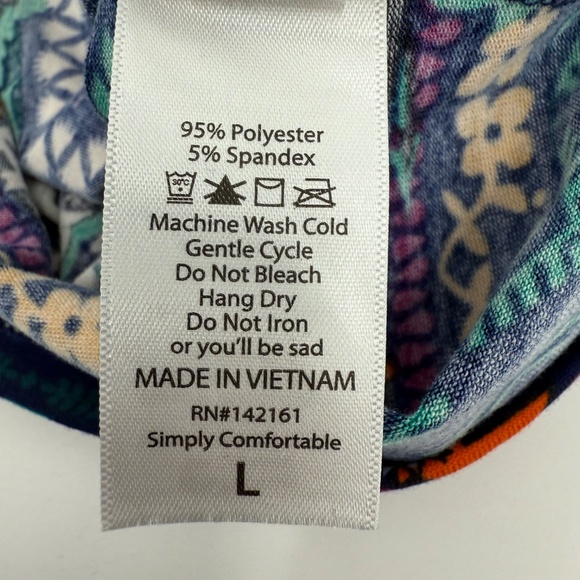 95% Polyester
5% Spandex
30°C
Machine Wash Cold
Gentle Cycle
Do Not Bleach
Hang Dry
Do Not Iron
or you'll be sad
MADE IN VIETNAM
RN#142161
Simply Comfortable
L